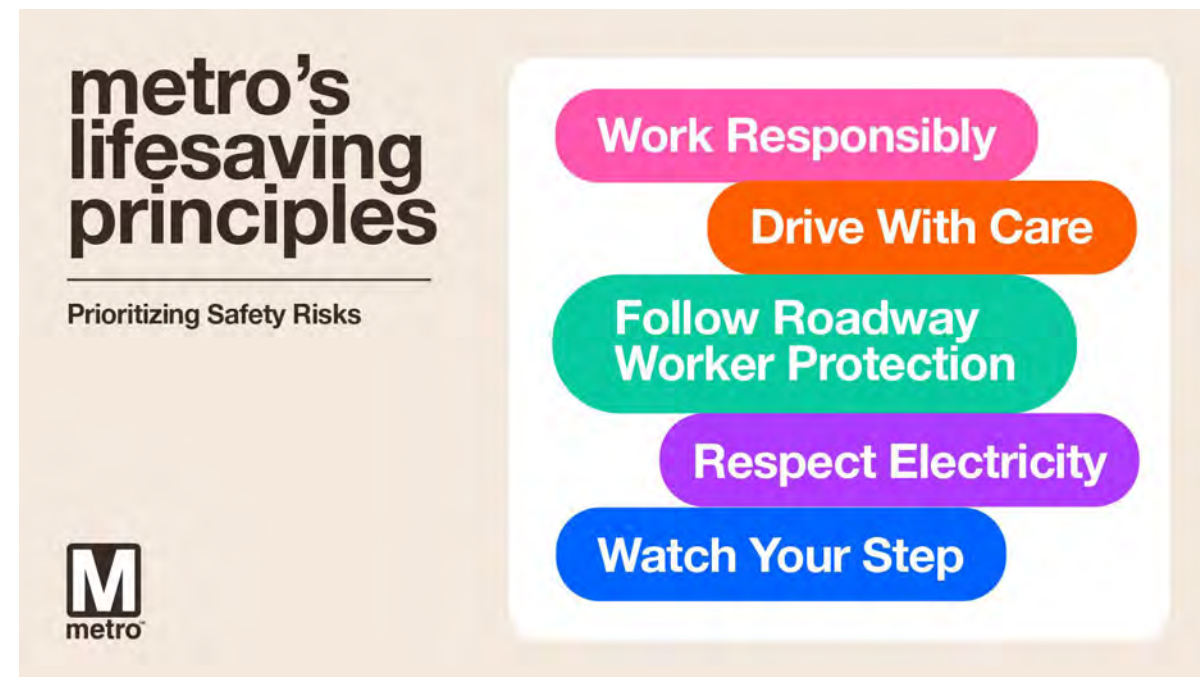 metro's
lifesaving
principles
Prioritizing Safety Risks
Work Responsibly
Drive With Care
Follow Roadway
Worker Protection
Respect Electricity
Watch Your Step
M
metro™